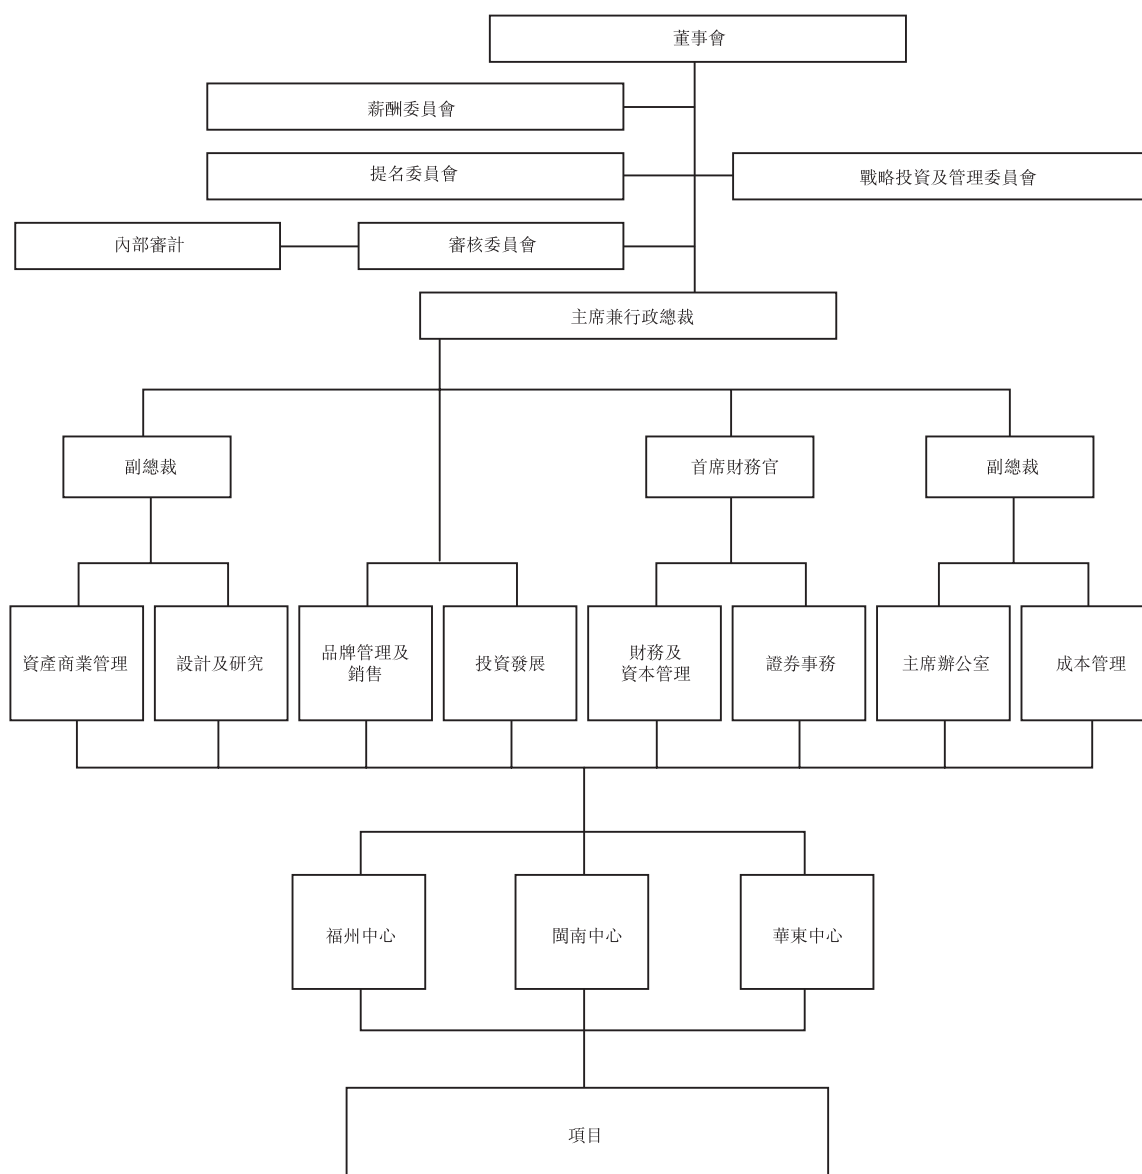 董事會
薪酬委員會
提名委員會
戰略投資及管理委員會
內部審計
審核委員會
主席兼行政總裁
副總裁
首席財務官
副總裁
資產商業管理
設計及研究
品牌管理及
銷售
投資發展
財務及
資本管理
證券事務
主席辦公室
成本管理
福州中心
閩南中心
華東中心
項目